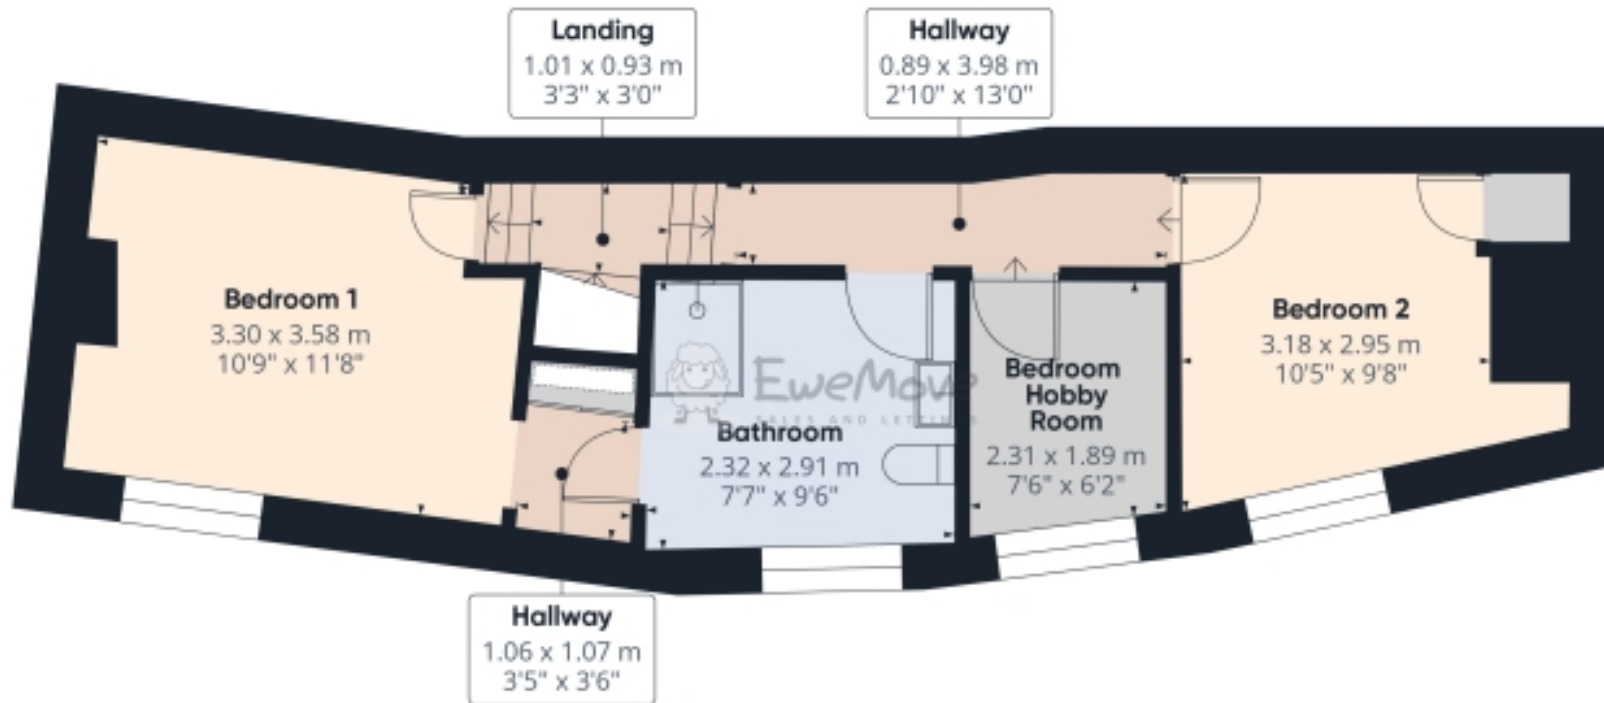 Landing
1.01 x 0.93 m
3'3" x 3'0"
Hallway
0.89 x 3.98 m
2'10" x 13'0"
Bedroom 1
3.30 x 3.58 m
10'9" x 11'8"
EweMove
SALES AND LETTINGS
Bathroom
2.32 x 2.91 m
7'7" x 9'6"
Bedroom
Hobby
Room
2.31 x 1.89 m
7'6" x 6'2"
Bedroom 2
3.18 x 2.95 m
10'5" x 9'8"
Hallway
1.06 x 1.07 m
3'5" x 3'6"